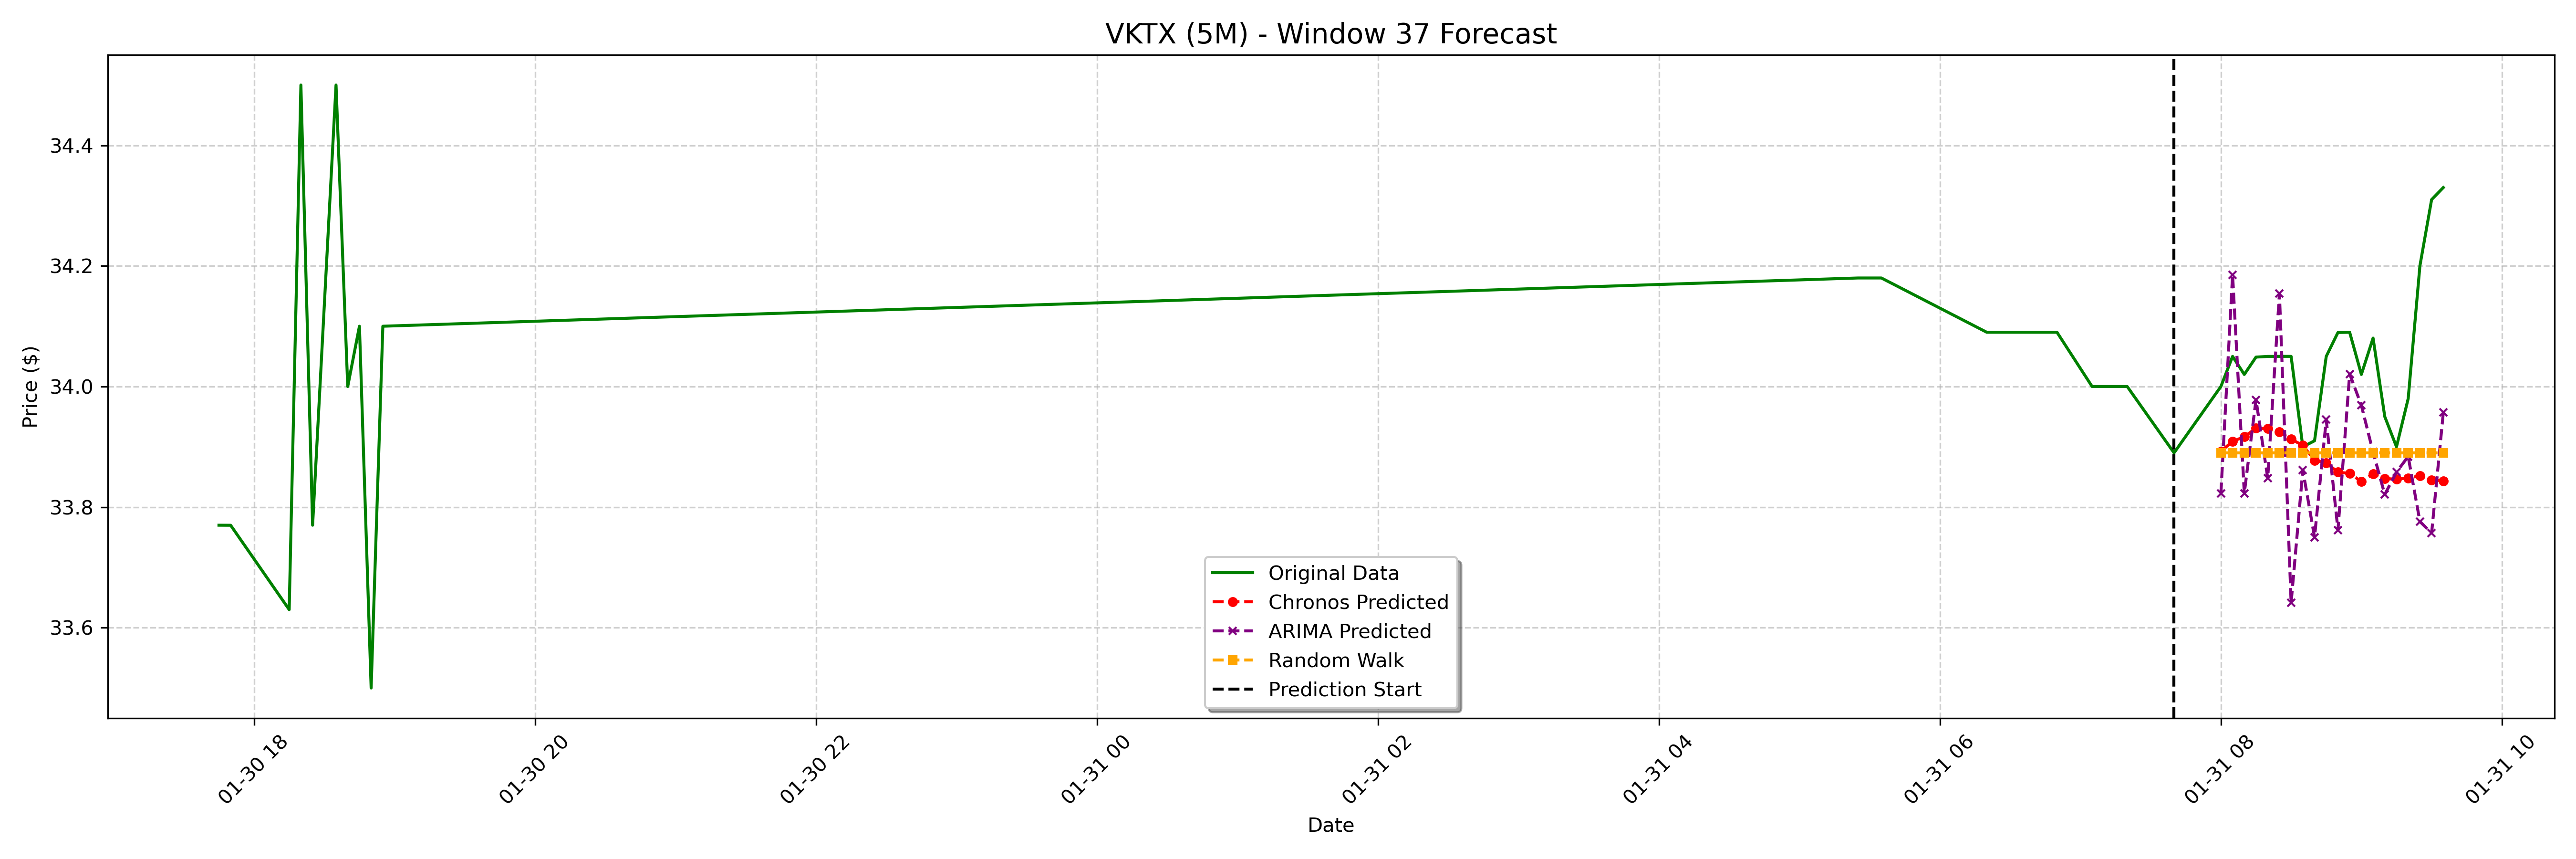 VKTX (5M) - Window 37 Forecast
Price ($)
34.4
34.2
34.0
33.8
33.6
Original Data
Chronos Predicted
ARIMA Predicted
Random Walk
Prediction Start
01-30 18
01-30 20
01-30 22
01-31 00
01-31 02
01-31 04
01-31 06
01-31 08
01-31 10
Date